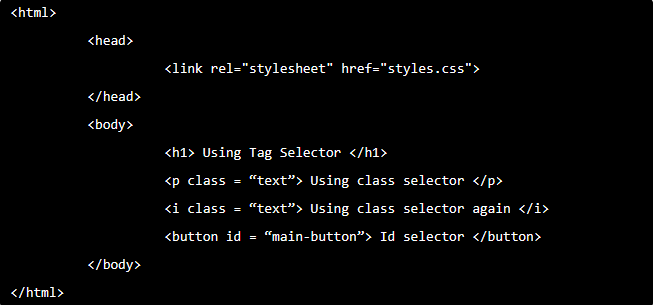 <html>
<head>
<link rel="stylesheet" href="styles.css">
</head>
<body>
<h1> Using Tag Selector </h1>
<p class = “text”> Using class selector </p>
<i class = “text”> Using class selector again </i>
<button id = “main-button”> Id selector </button>
</body>
</html>